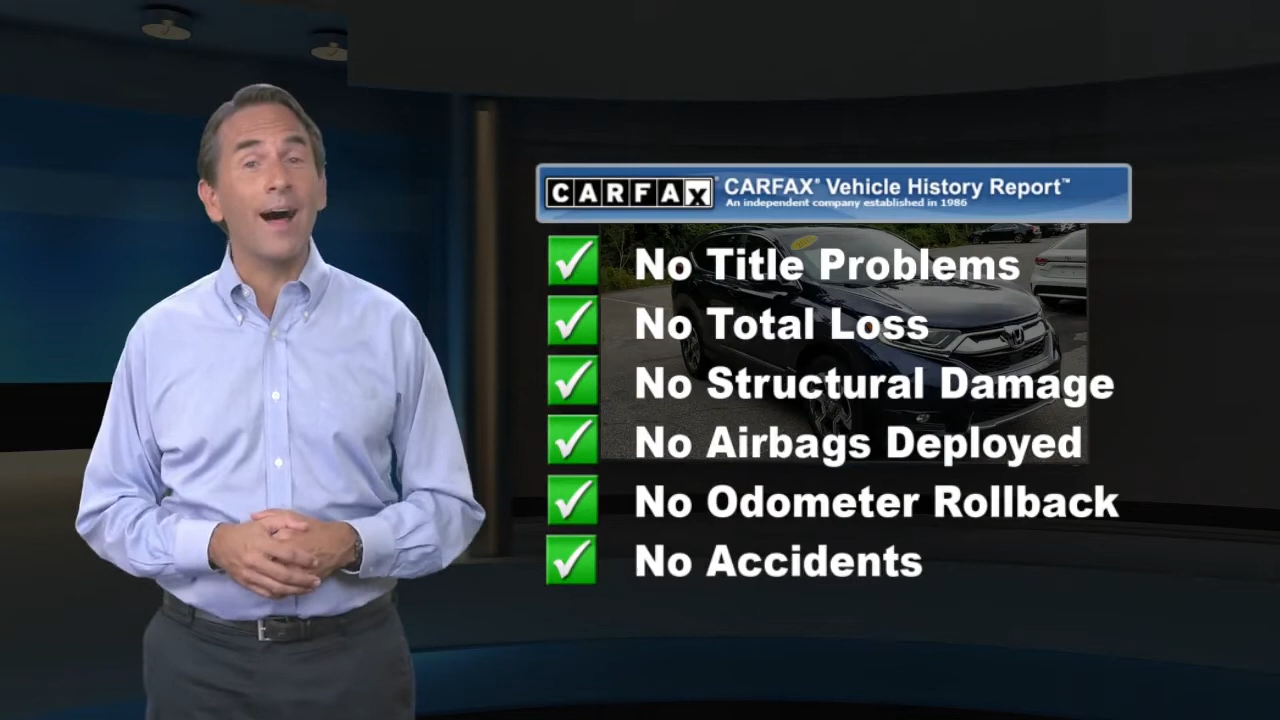 CARFAX® CARFAX® Vehicle History Report™
An independent company established in 1986
No Title Problems
No Total Loss
No Structural Damage
No Airbags Deployed
No Odometer Rollback
No Accidents